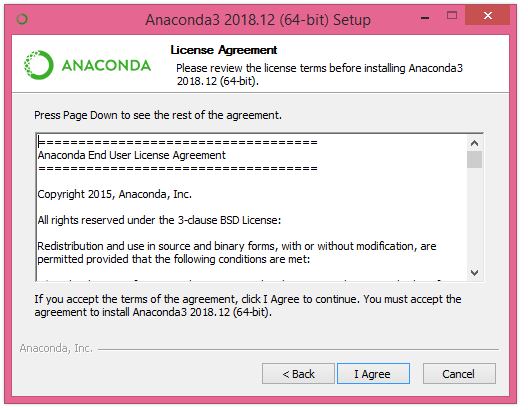 Anaconda3 2018.12 (64-bit) Setup
ANACONDA
License Agreement
Please review the license terms before installing Anaconda3
2018.12 (64-bit).
Press Page Down to see the rest of the agreement.
===================================
Anaconda End User License Agreement
===================================
Copyright 2015, Anaconda, Inc.
All rights reserved under the 3-clause BSD License:
Redistribution and use in source and binary forms, with or without modification, are
permitted provided that the following conditions are met:
If you accept the terms of the agreement, click I Agree to continue. You must accept the
agreement to install Anaconda3 2018.12 (64-bit).
Anaconda, Inc.
< Back
I Agree
Cancel